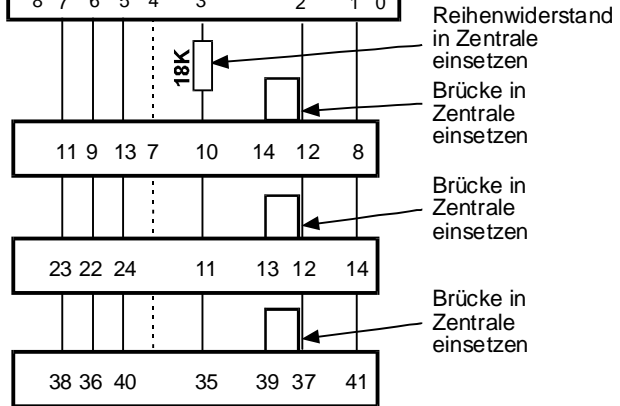 8 7 6 5 4 3 2 1 0
Reihenwiderstand
in Zentrale
einsetzen
18K
Brücke in
Zentrale
einsetzen
11 9 13 7 10 14 12 8
Brücke in
Zentrale
einsetzen
23 22 24 11 13 12 14
Brücke in
Zentrale
einsetzen
38 36 40 35 39 37 41